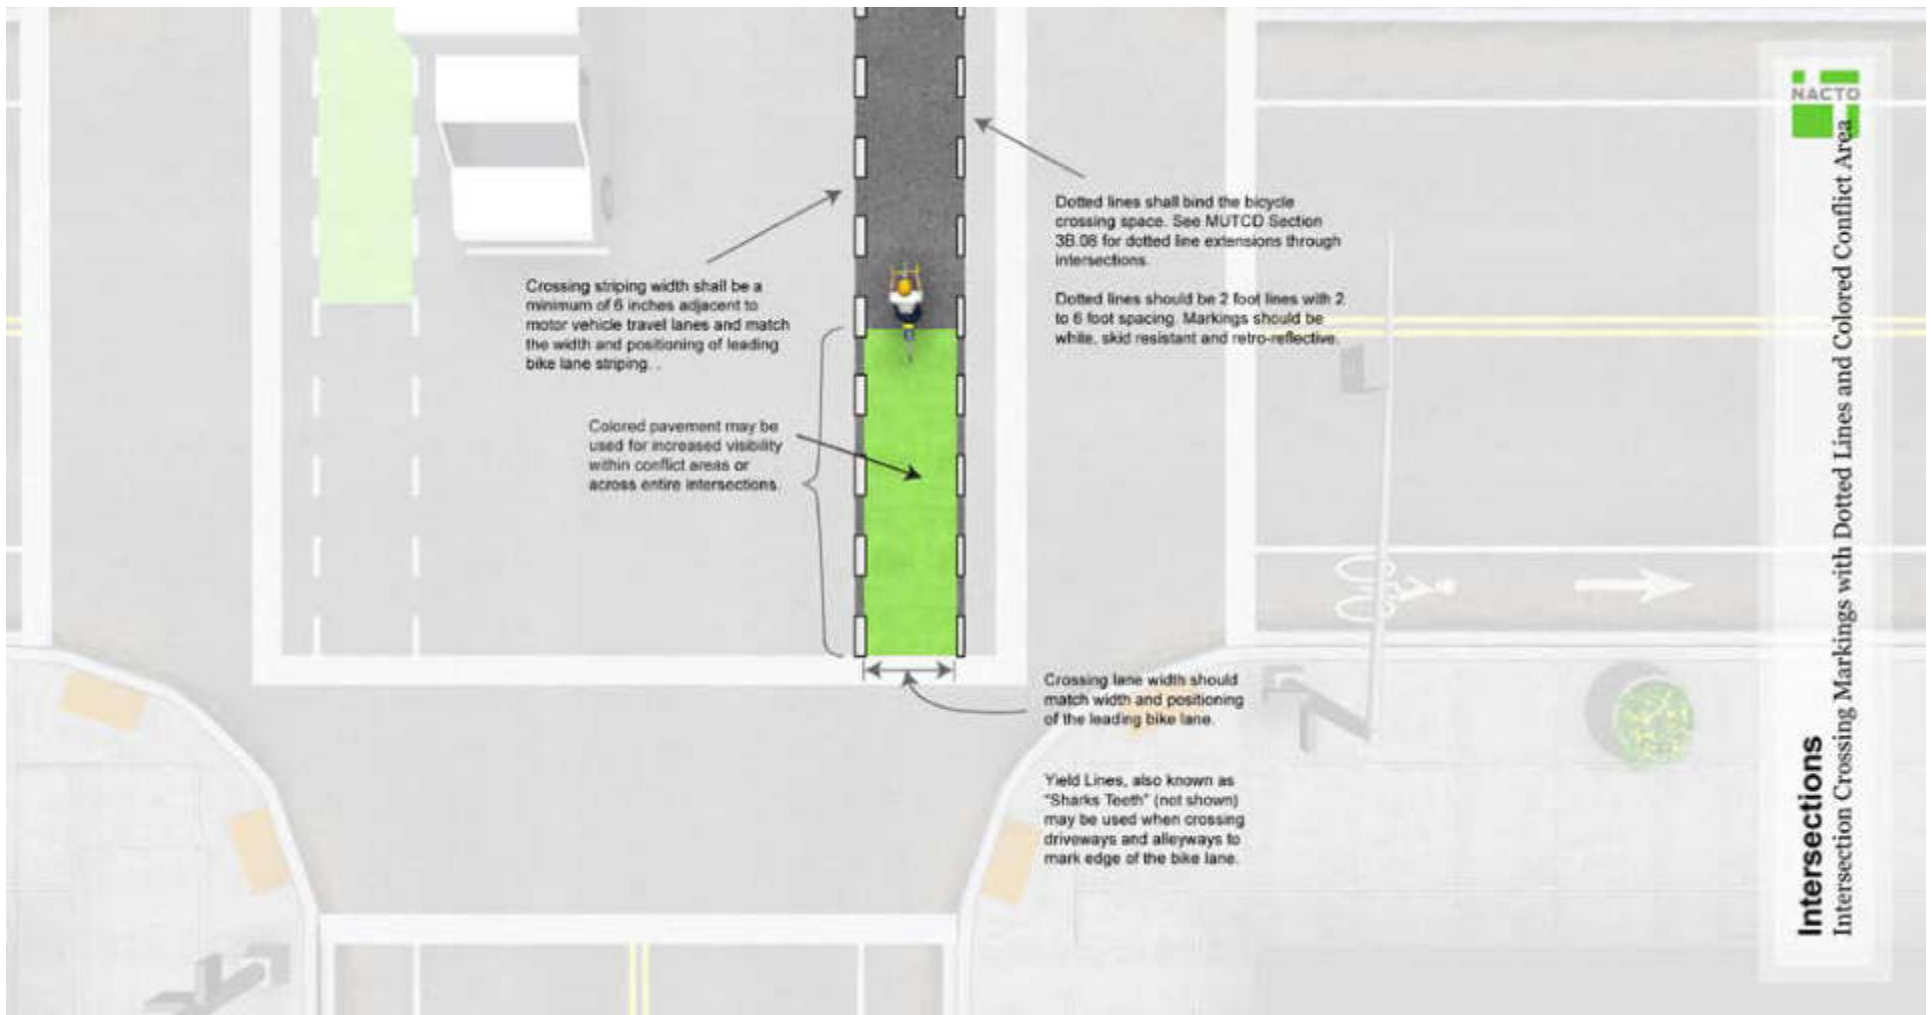 NACTO
Intersections
Intersection Crossing Markings with Dotted Lines and Colored Conflict Area
Dotted lines shall bind the bicycle
crossing space. See MUTCD Section
3B.08 for dotted line extensions through
intersections.
Dotted lines should be 2 foot lines with 2
to 6 foot spacing. Markings should be
white, skid resistant and retro-reflective.
Crossing striping width shall be a
minimum of 6 inches adjacent to
motor vehicle travel lanes and match
the width and positioning of leading
bike lane striping. .
Colored pavement may be
used for increased visibility
within conflict areas or
across entire intersections.
Crossing lane width should
match width and positioning
of the leading bike lane.
Yield Lines, also known as
"Sharks Teeth" (not shown)
may be used when crossing
driveways and alleyways to
mark edge of the bike lane.